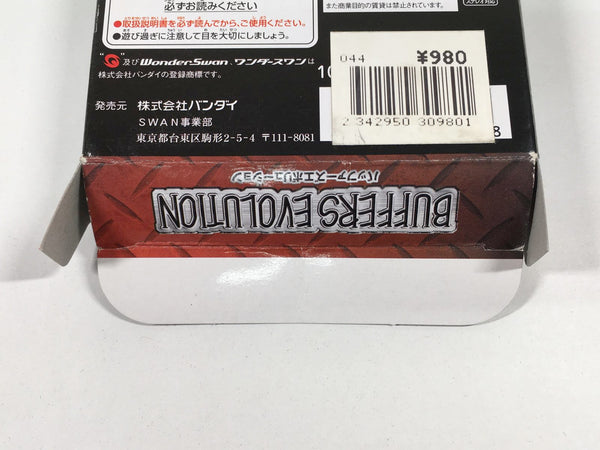 必ずお読みください
●取扱説明書を必ず読んでから、ご使用ください。
●遊び過ぎに注意して目を大切にしましょう。
また商業目的の賃貸は禁止されています。
ステレオ対応
" "及びWonderSwan、ワンダースワンは
株式会社バンダイの登録商標です。
10
発売元 株式会社バンダイ
SWAN事業部
東京都台東区駒形2-5-4 〒111-8081
044 ¥980
2 342950 309801
8
バッファーズエボリューション
BUFFERS EVOLUTION